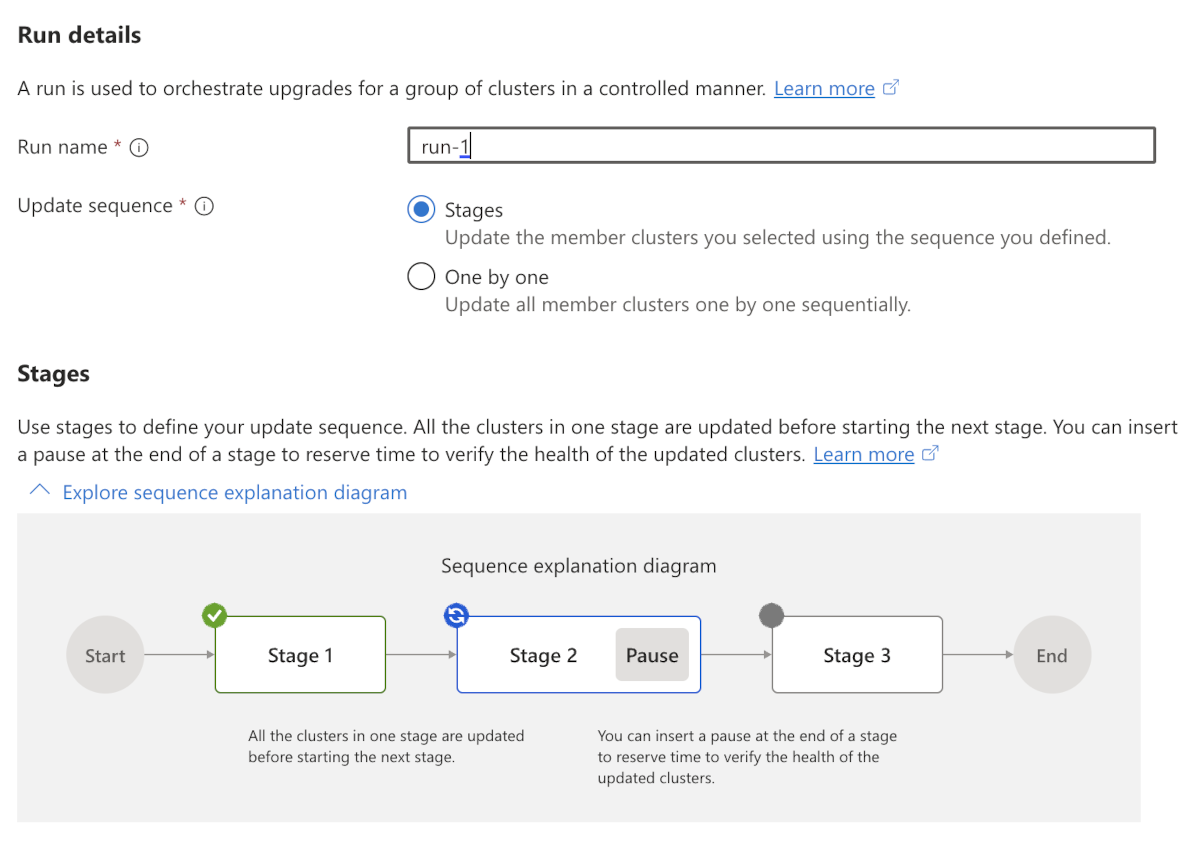 Run details
A run is used to orchestrate upgrades for a group of clusters in a controlled manner. Learn more
Run name *
run-1
Update sequence *
Stages
Update the member clusters you selected using the sequence you defined.
One by one
Update all member clusters one by one sequentially.
Stages
Use stages to define your update sequence. All the clusters in one stage are updated before starting the next stage. You can insert
a pause at the end of a stage to reserve time to verify the health of the updated clusters. Learn more
Explore sequence explanation diagram
Sequence explanation diagram
Start
Stage 1
Stage 2
Pause
Stage 3
End
All the clusters in one stage are updated
before starting the next stage.
You can insert a pause at the end of a stage
to reserve time to verify the health of the
updated clusters.